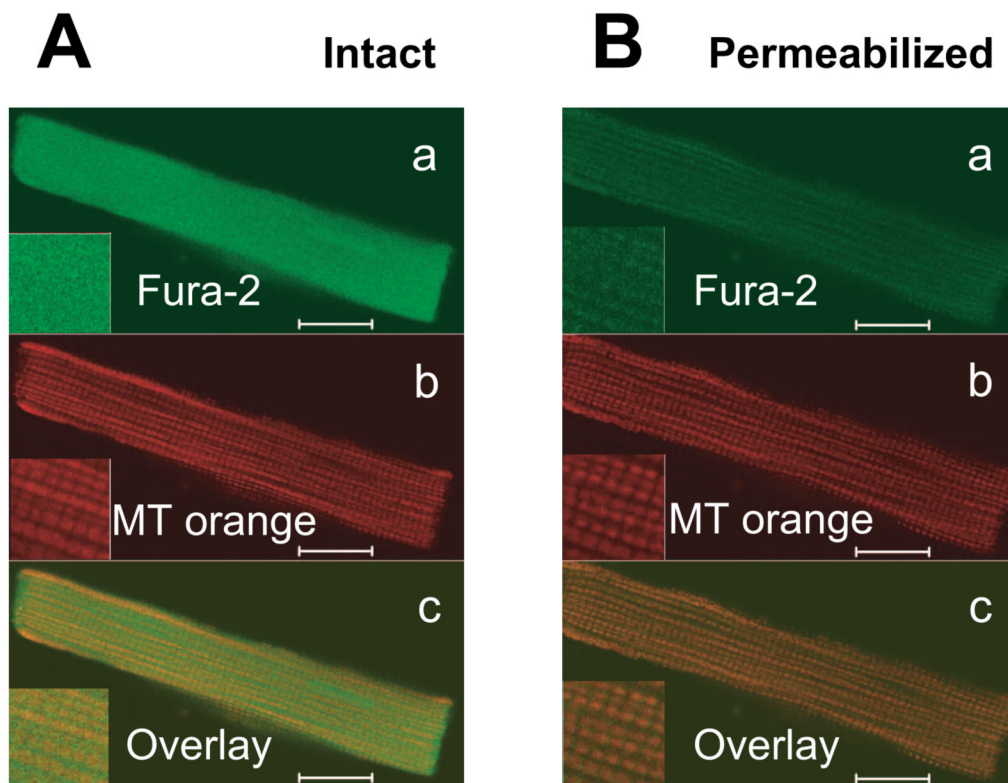 A
Intact
a
Fura-2
b
MT orange
c
Overlay
B
Permeabilized
a
Fura-2
b
MT orange
c
Overlay